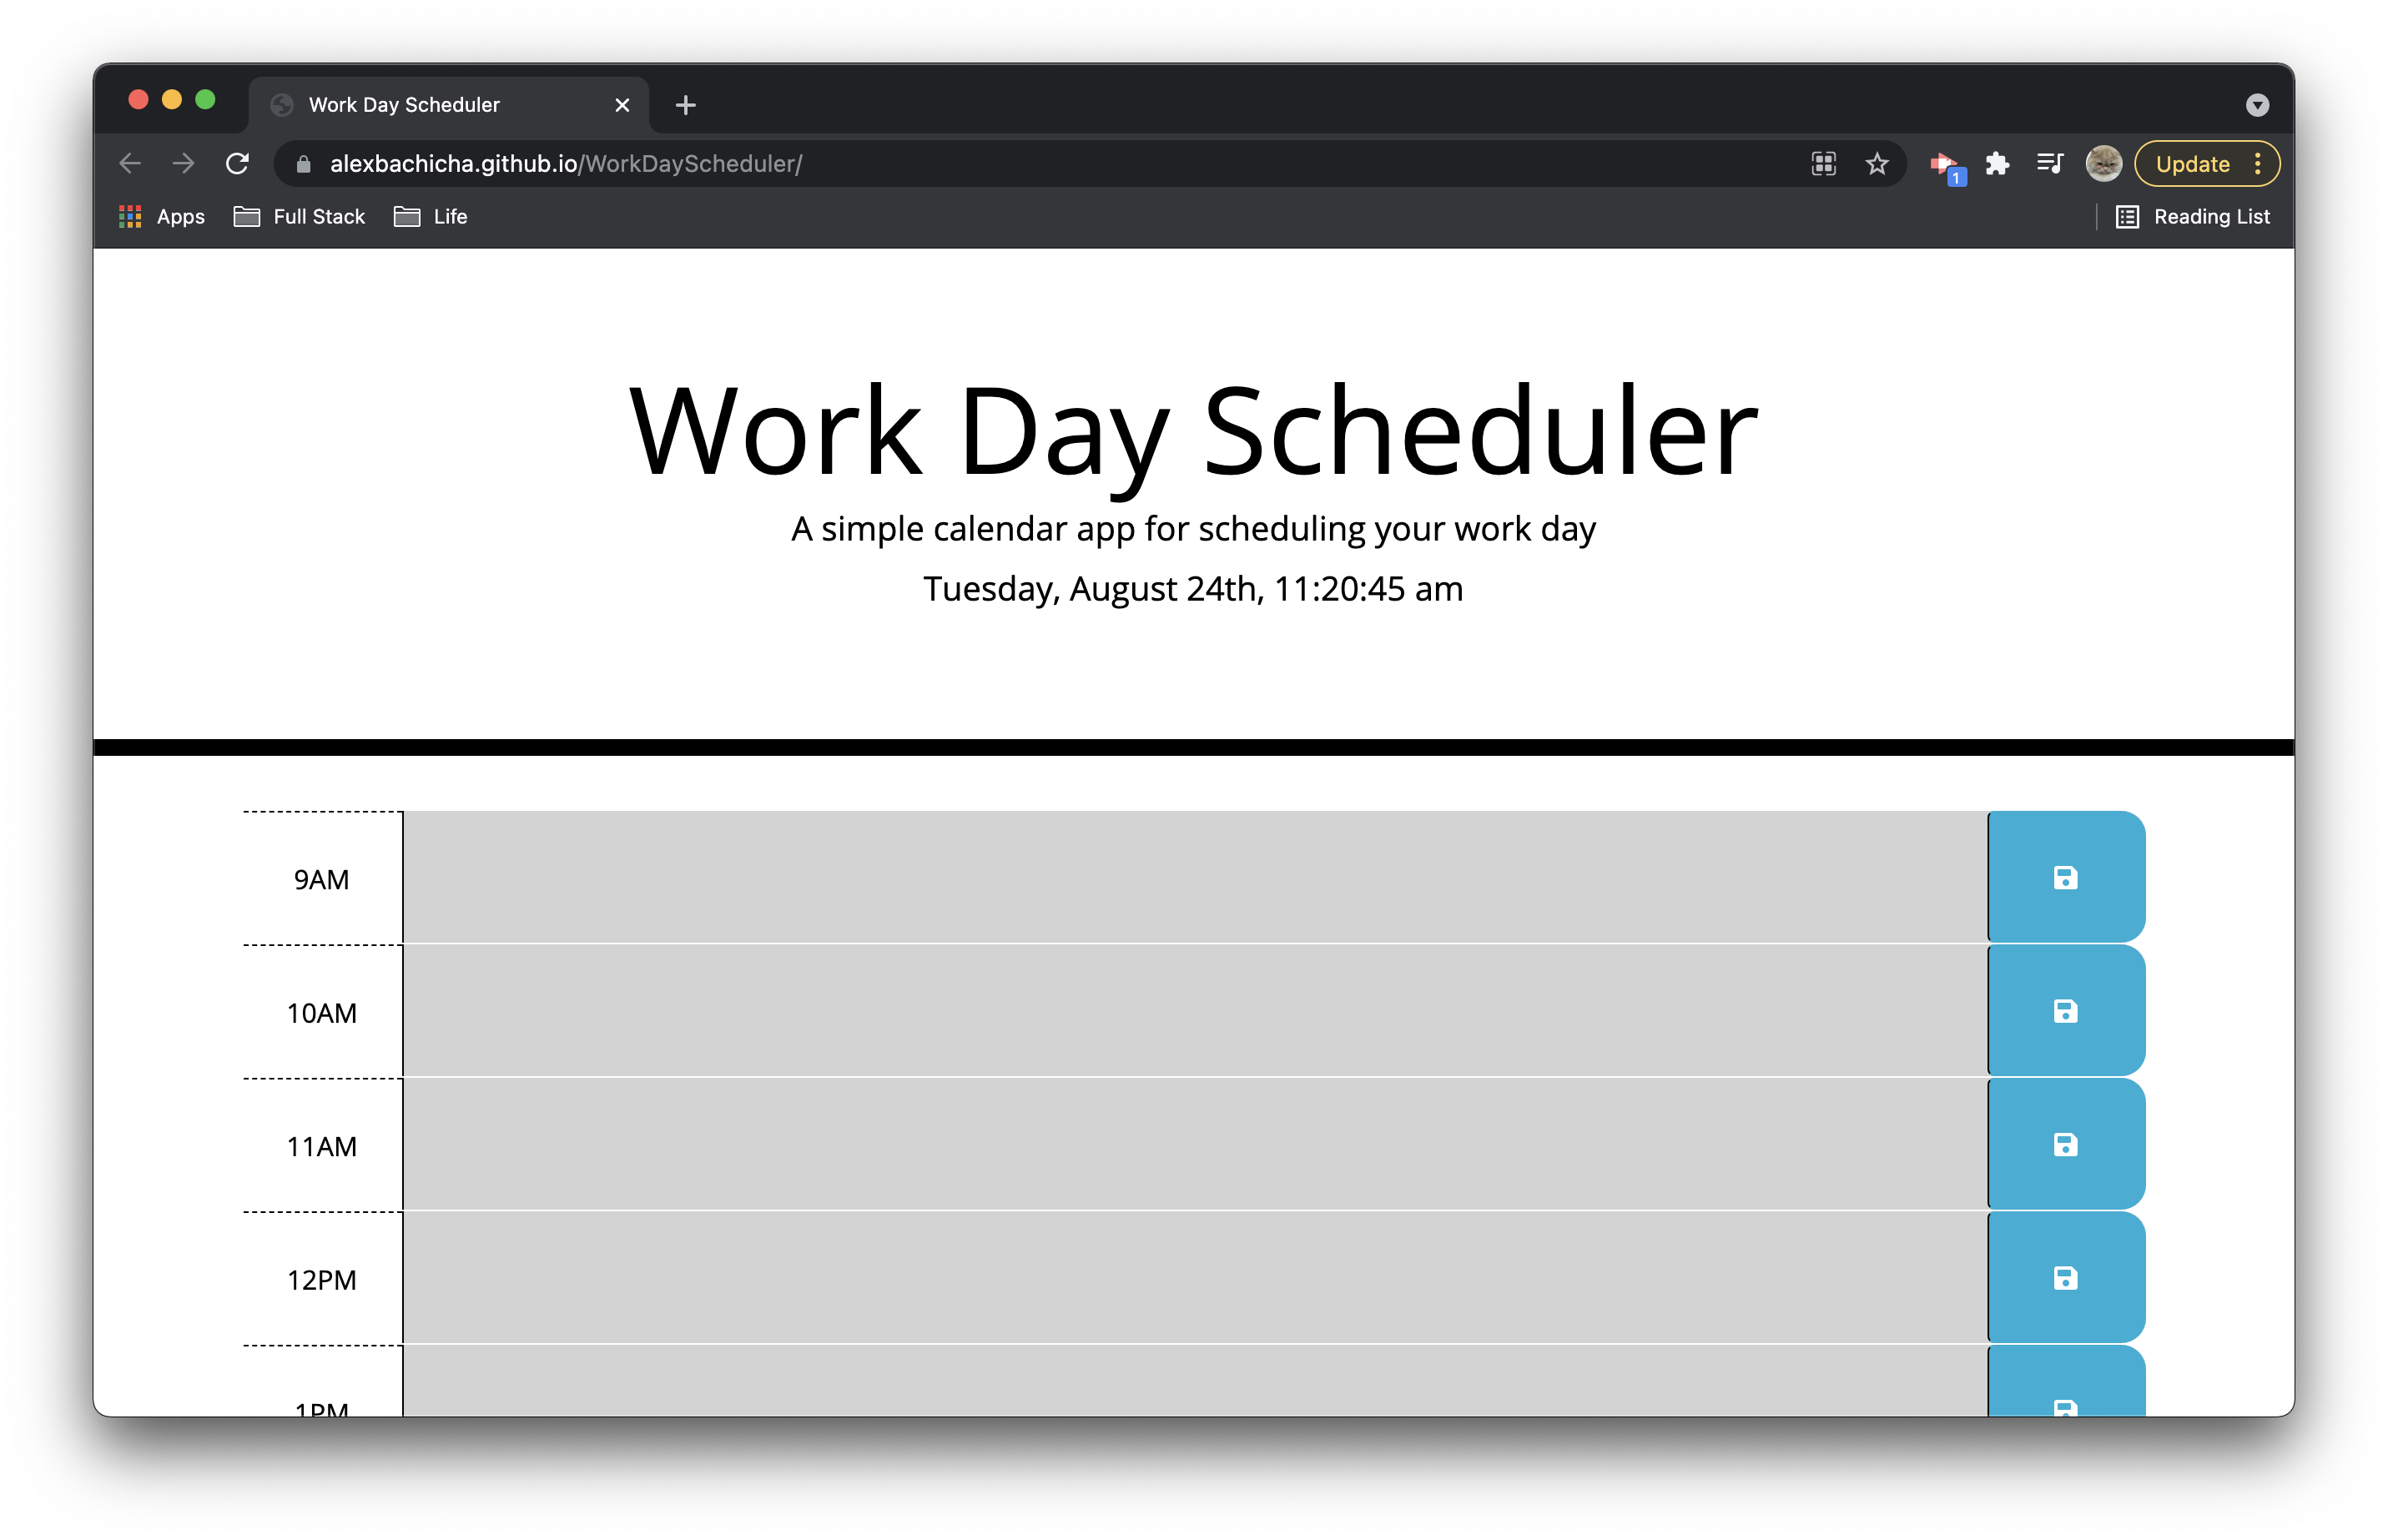 Work Day Scheduler
alexbachicha.github.io/WorkDayScheduler/
1
Update
Apps
Full Stack
Life
Reading List
Work Day Scheduler
A simple calendar app for scheduling your work day
Tuesday, August 24th, 11:20:45 am
9AM
10AM
11AM
12PM
1PM